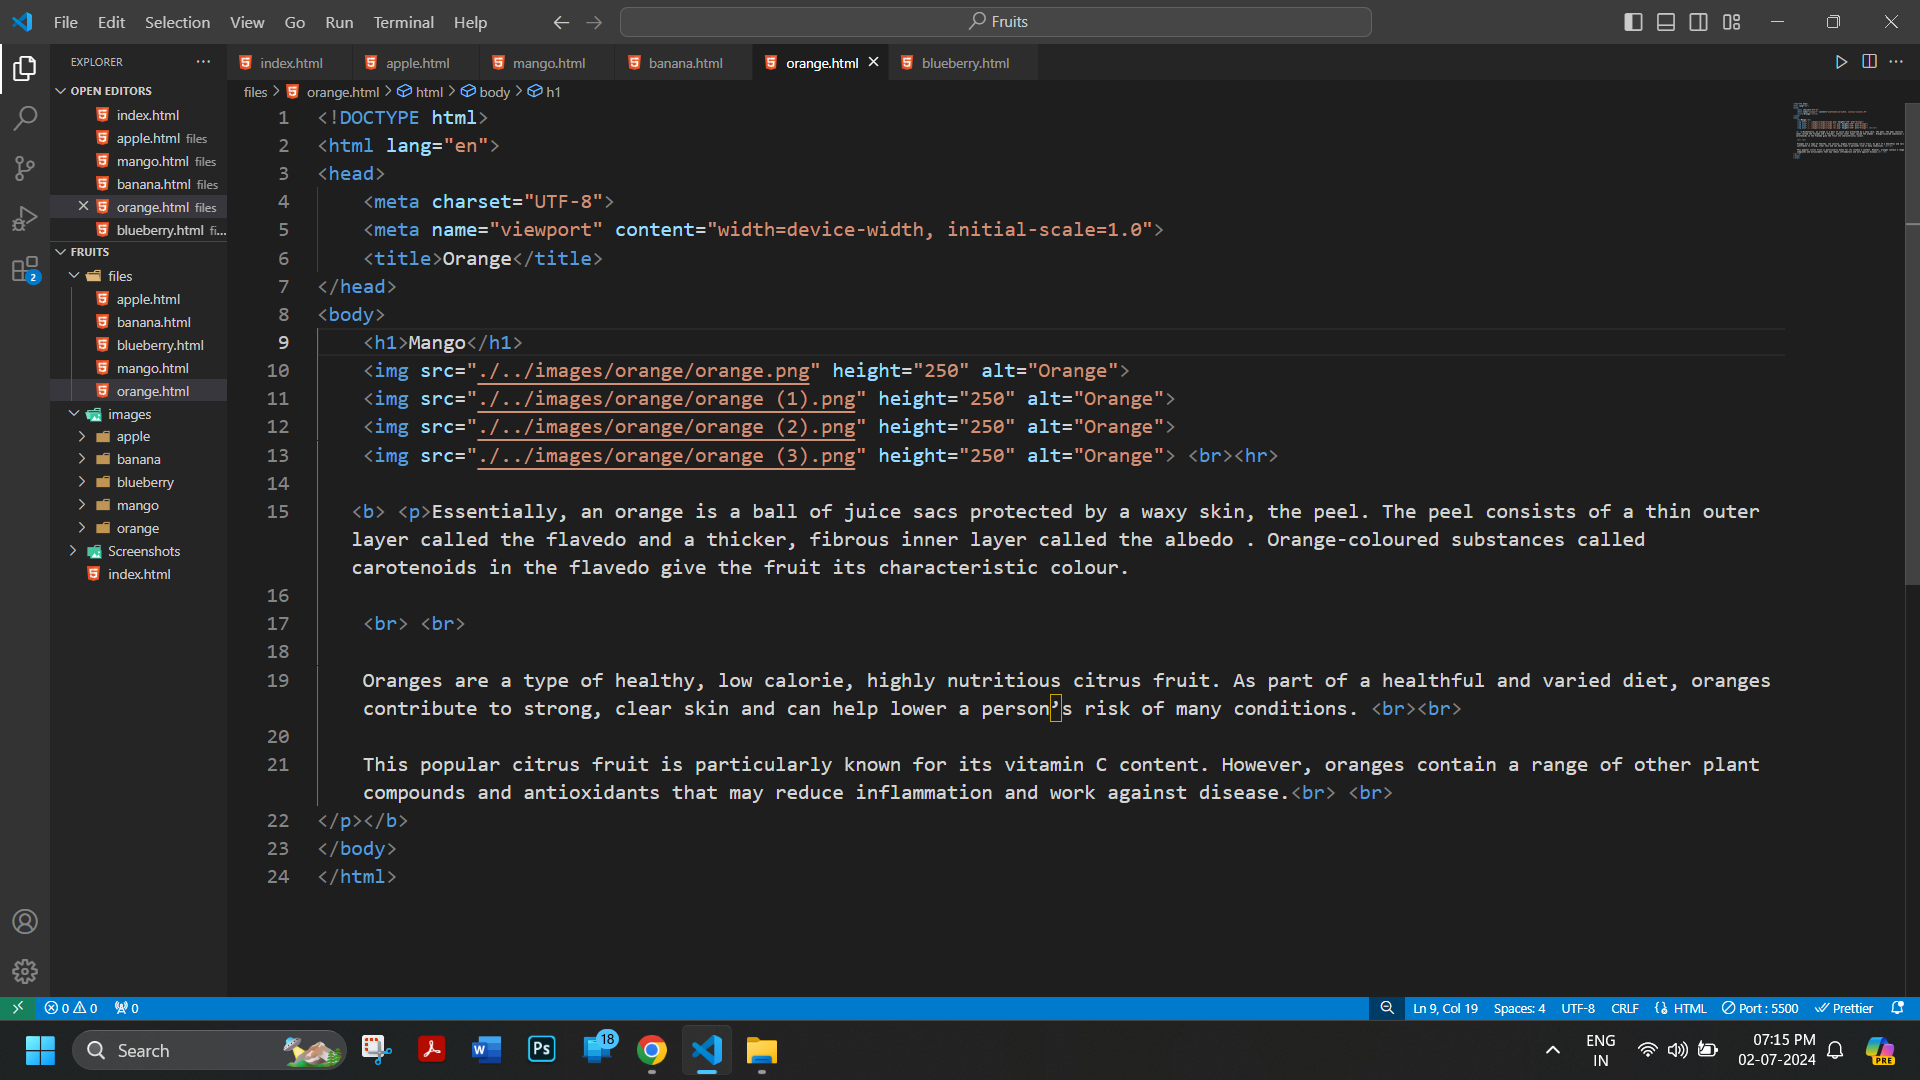 File Edit Selection View Go Run Terminal Help
Fruits
EXPLORER
OPEN EDITORS
index.html
apple.html files
mango.html files
banana.html files
orange.html files
blueberry.html fi...
FRUITS
files
apple.html
banana.html
blueberry.html
mango.html
orange.html
images
apple
banana
blueberry
mango
orange
Screenshots
index.html
2
index.html apple.html mango.html banana.html orange.html blueberry.html
files > orange.html > html > body > h1
1 <!DOCTYPE html>
2 <html lang="en">
3 <head>
4 <meta charset="UTF-8">
5 <meta name="viewport" content="width=device-width, initial-scale=1.0">
6 <title>Orange</title>
7 </head>
8 <body>
9 <h1>Mango</h1>
10 <img src="./../images/orange/orange.png" height="250" alt="Orange">
11 <img src="./../images/orange/orange (1).png" height="250" alt="Orange">
12 <img src="./../images/orange/orange (2).png" height="250" alt="Orange">
13 <img src="./../images/orange/orange (3).png" height="250" alt="Orange"> <br><hr>
14
15 <b> <p>Essentially, an orange is a ball of juice sacs protected by a waxy skin, the peel. The peel consists of a thin outer
layer called the flavedo and a thicker, fibrous inner layer called the albedo . Orange-coloured substances called
carotenoids in the flavedo give the fruit its characteristic colour.
16
17 <br> <br>
18
19 Oranges are a type of healthy, low calorie, highly nutritious citrus fruit. As part of a healthful and varied diet, oranges
contribute to strong, clear skin and can help lower a person’s risk of many conditions. <br><br>
20
21 This popular citrus fruit is particularly known for its vitamin C content. However, oranges contain a range of other plant
compounds and antioxidants that may reduce inflammation and work against disease.<br> <br>
22 </p></b>
23 </body>
24 </html>
0 0 0 Ln 9, Col 19 Spaces: 4 UTF-8 CRLF HTML Port : 5500 Prettier
Search
Ps
18
ENG
IN
07:15 PM
02-07-2024
PRE